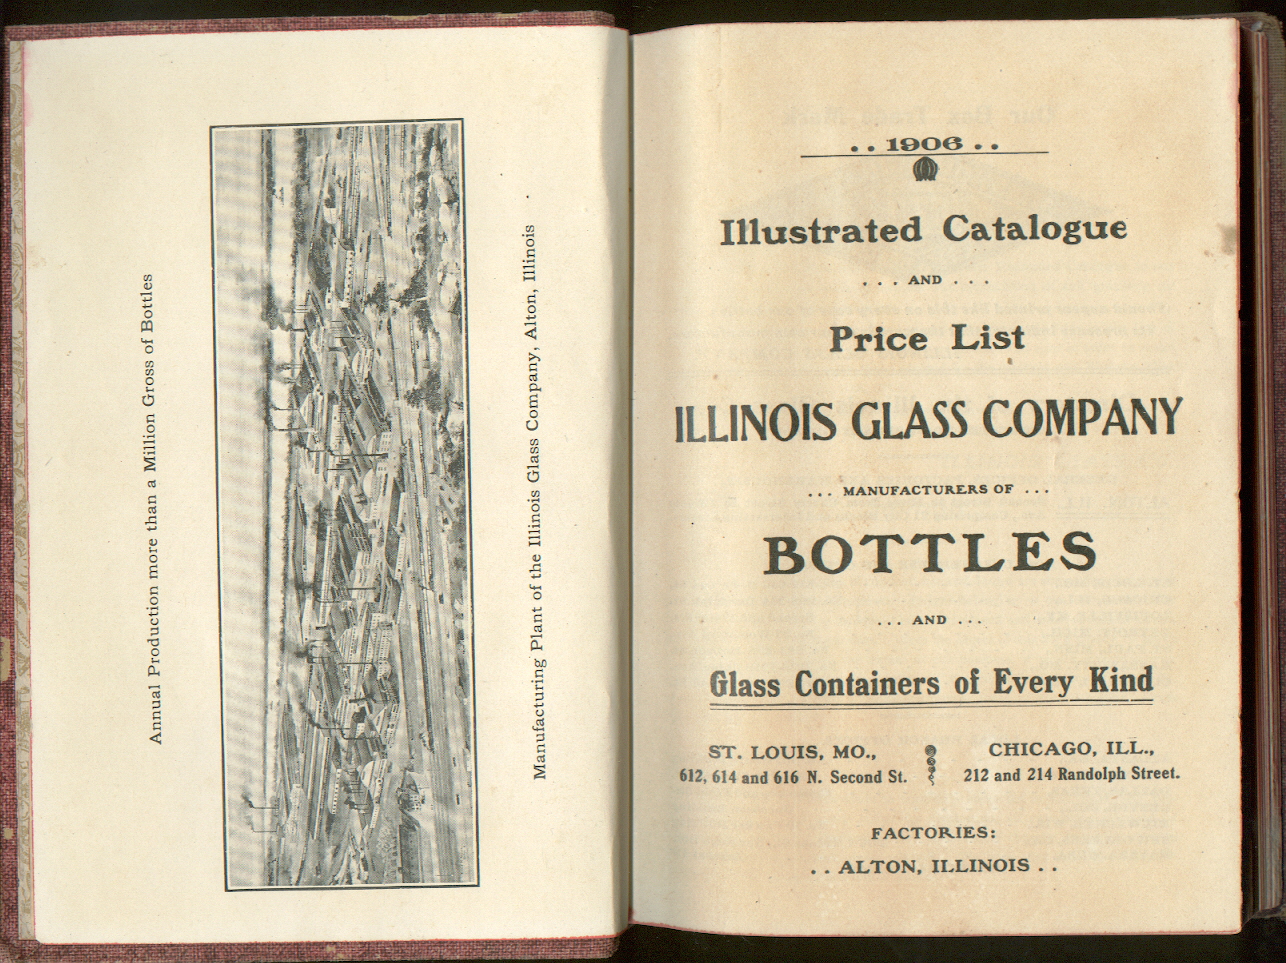 Annual Production more than a Million Gross of Bottles
Manufacturing Plant of the Illinois Glass Company, Alton, Illinois
. . 1906 . .
Illustrated Catalogue
. . . AND . . .
Price List
ILLINOIS GLASS COMPANY
. . . MANUFACTURERS OF . . .
BOTTLES
. . . AND . . .
Glass Containers of Every Kind
ST. LOUIS, MO.,
612, 614 and 616 N. Second St.
CHICAGO, ILL.,
212 and 214 Randolph Street.
FACTORIES:
. . ALTON, ILLINOIS . .